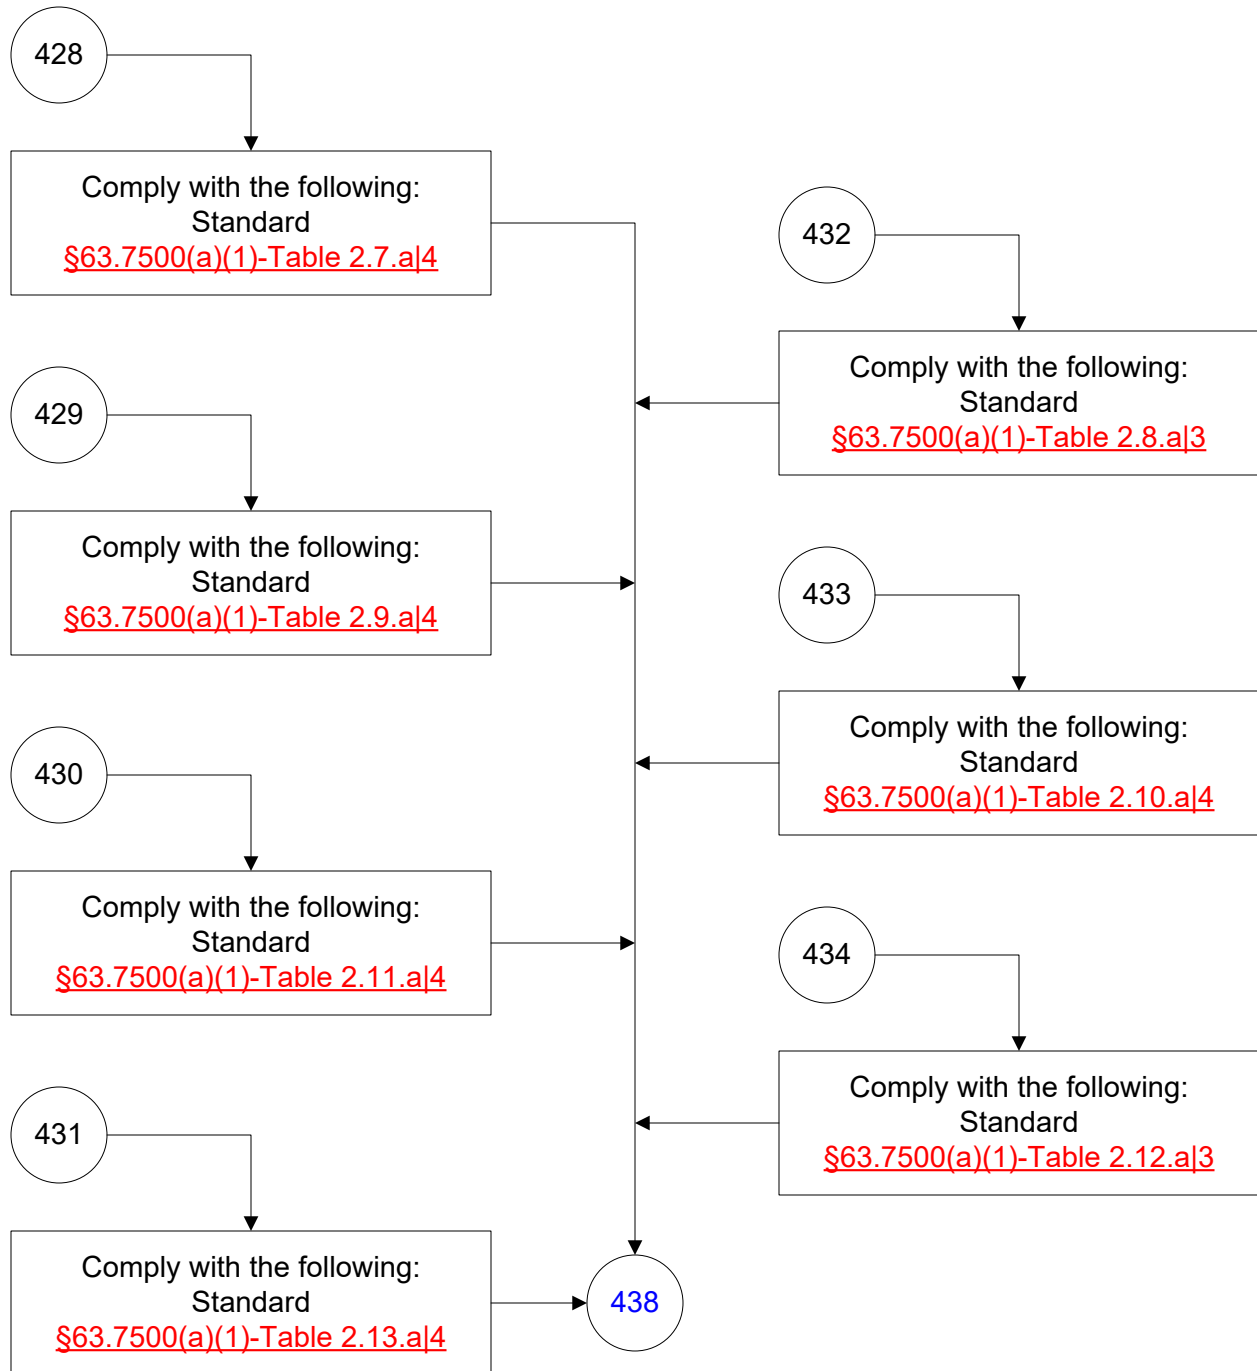 428
Comply with the following:
Standard
§63.7500(a)(1)-Table 2.7.a|4
429
Comply with the following:
Standard
§63.7500(a)(1)-Table 2.9.a|4
430
Comply with the following:
Standard
§63.7500(a)(1)-Table 2.11.a|4
431
Comply with the following:
Standard
§63.7500(a)(1)-Table 2.13.a|4
432
Comply with the following:
Standard
§63.7500(a)(1)-Table 2.8.a|3
433
Comply with the following:
Standard
§63.7500(a)(1)-Table 2.10.a|4
434
Comply with the following:
Standard
§63.7500(a)(1)-Table 2.12.a|3
438